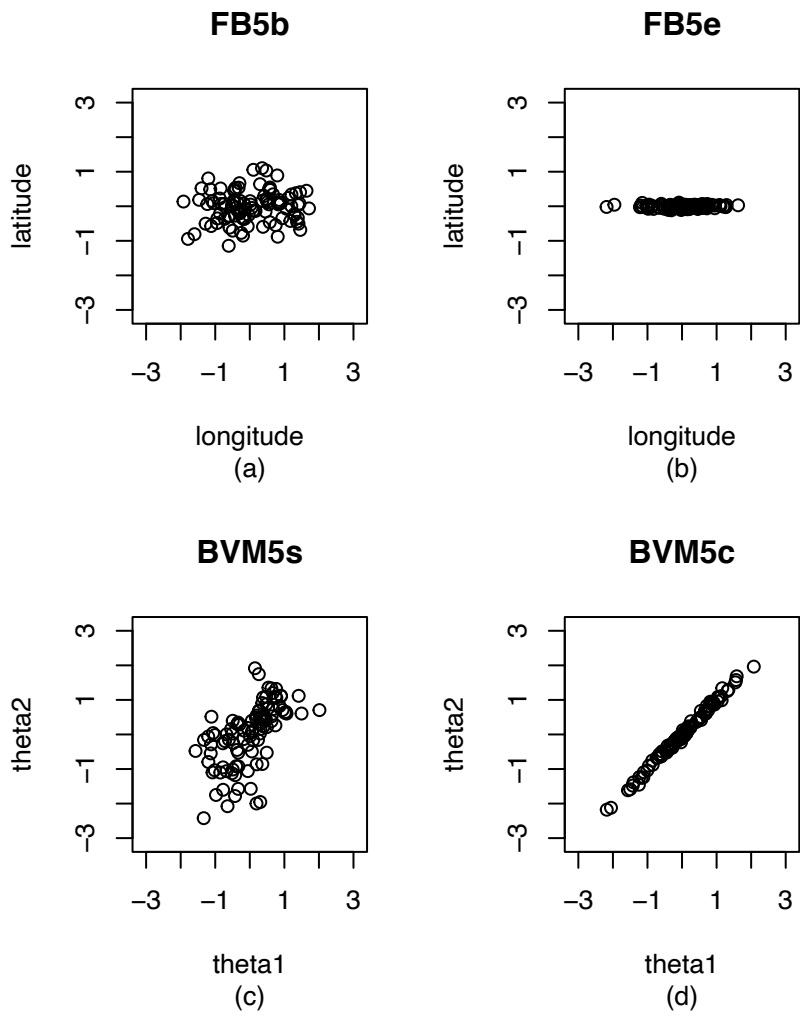 FB5b
latitude
3
1
−1
−3
−3 −1 1 3
longitude
(a)
FB5e
latitude
3
1
−1
−3
−3 −1 1 3
longitude
(b)
BVM5s
theta2
3
1
−1
−3
−3 −1 1 3
theta1
(c)
BVM5c
theta2
3
1
−1
−3
−3 −1 1 3
theta1
(d)